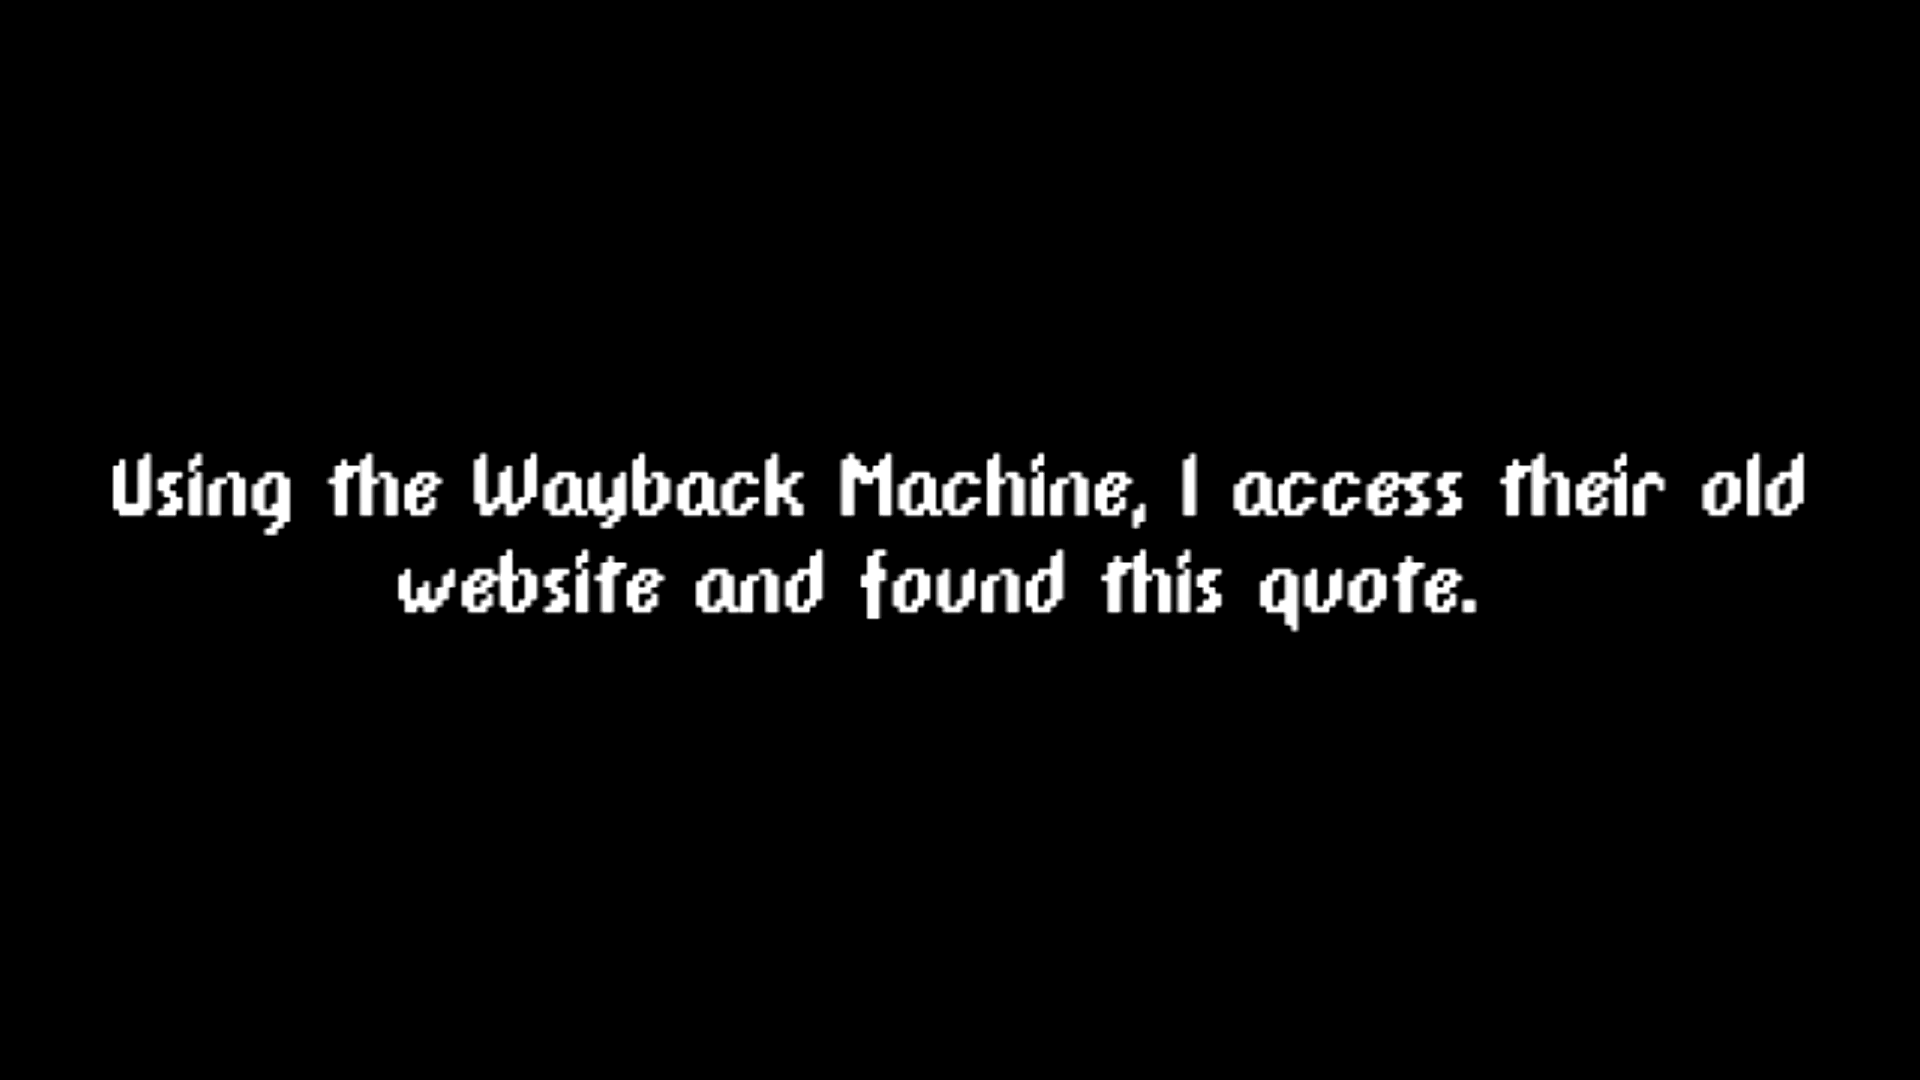 Using the Wayback Machine, I access their old
website and found this quote.